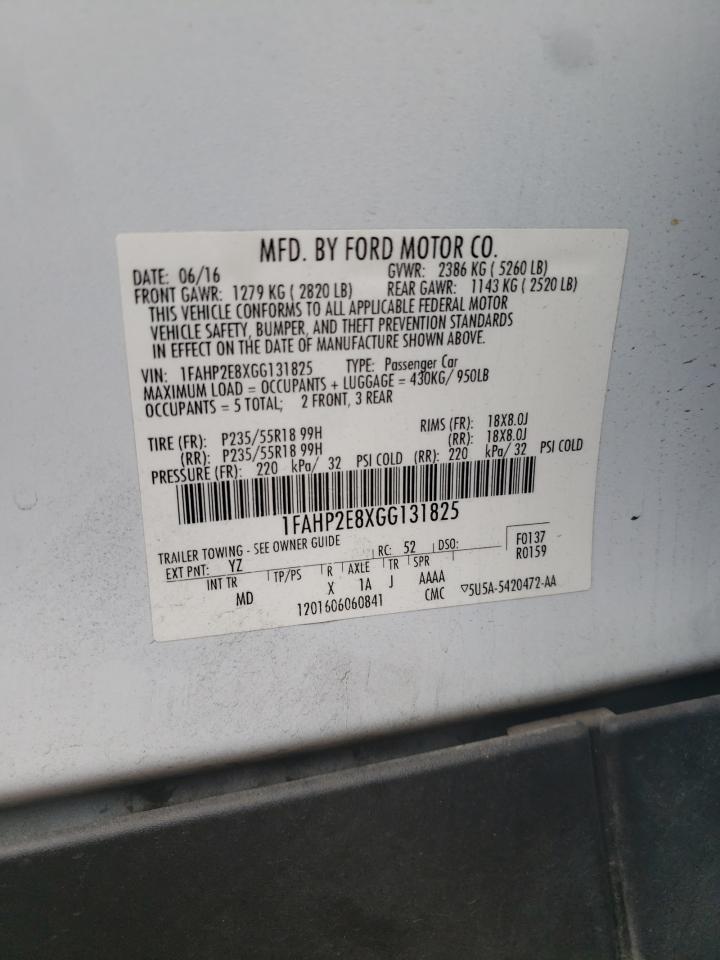 MFD. BY FORD MOTOR CO.
DATE: 06/16 GVWR: 2386 KG ( 5260 LB)
FRONT GAWR: 1279 KG ( 2820 LB) REAR GAWR: 1143 KG ( 2520 LB)
THIS VEHICLE CONFORMS TO ALL APPLICABLE FEDERAL MOTOR
VEHICLE SAFETY, BUMPER, AND THEFT PREVENTION STANDARDS
IN EFFECT ON THE DATE OF MANUFACTURE SHOWN ABOVE.
VIN: 1FAHP2E8XGG131825 TYPE: Passenger Car
MAXIMUM LOAD = OCCUPANTS + LUGGAGE = 430KG/ 950LB
OCCUPANTS = 5 TOTAL; 2 FRONT, 3 REAR
TIRE (FR): P235/55R18 99H RIMS (FR): 18X8.0J
(RR): P235/55R18 99H (RR): 18X8.0J
PRESSURE (FR): 220 kPa/ 32 PSI COLD (RR): 220 kPa/ 32 PSI COLD
1FAHP2E8XGG131825
TRAILER TOWING - SEE OWNER GUIDE F0137
EXT PNT: YZ RC: 52 DSO: R0159
INT TR TP/PS R AXLE TR SPR
MD X 1A J AAAA
1201606060841 CMC ▽5U5A-5420472-AA